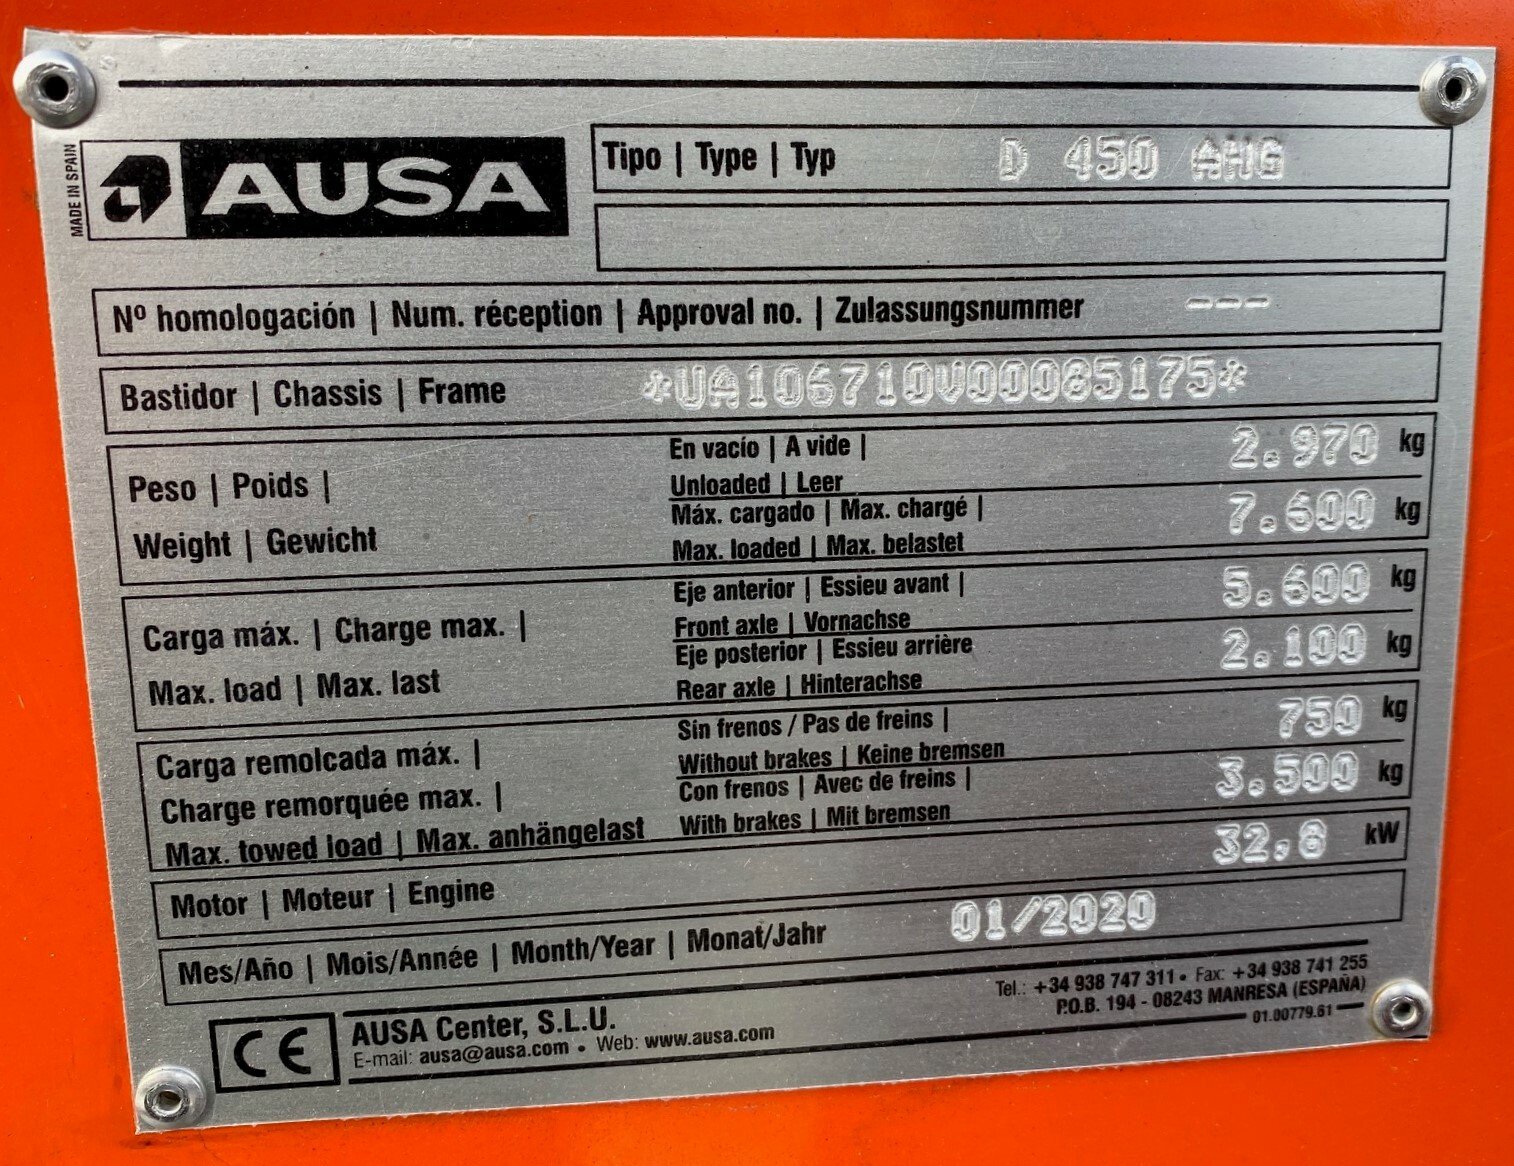 MADE IN SPAIN
AUSA
Tipo | Type | Typ D 450 AHG
Nº homologación | Num. réception | Approval no. | Zulassungsnummer ---
Bastidor | Chassis | Frame *UA106710V00085175*
Peso | Poids |
Weight | Gewicht
En vacío | A vide | 2.970 kg
Unloaded | Leer
Máx. cargado | Max. chargé | 7.600 kg
Max. loaded | Max. belastet
Carga máx. | Charge max. |
Max. load | Max. last
Eje anterior | Essieu avant | 5.600 kg
Front axle | Vornachse
Eje posterior | Essieu arrière 2.100 kg
Rear axle | Hinterachse
Carga remolcada máx. |
Charge remorquée max. |
Max. towed load | Max. anhängelast
Sin frenos / Pas de freins | 750 kg
Without brakes | Keine bremsen
Con frenos | Avec de freins | 3.500 kg
With brakes | Mit bremsen
Motor | Moteur | Engine 32,8 kW
Mes/Año | Mois/Année | Month/Year | Monat/Jahr 01/2020
CE
AUSA Center, S.L.U.
E-mail: ausa@ausa.com • Web: www.ausa.com
Tel.: +34 938 747 311 • Fax: +34 938 741 255
P.O.B. 194 - 08243 MANRESA (ESPAÑA)
01.00779.61